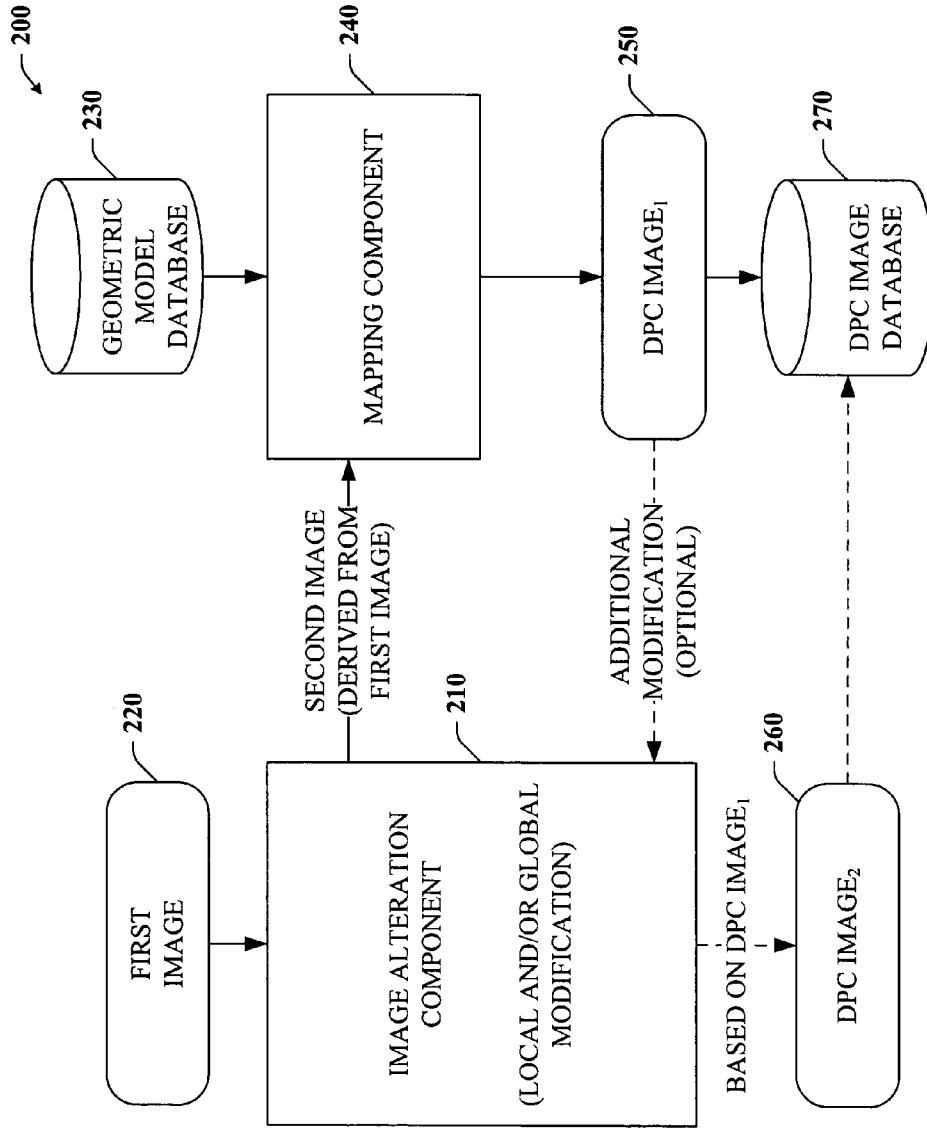 200
220
FIRST
IMAGE
230
GEOMETRIC
MODEL
DATABASE
SECOND IMAGE
(DERIVED FROM
FIRST IMAGE)
210
IMAGE ALTERATION
COMPONENT
(LOCAL AND/OR GLOBAL
MODIFICATION)
240
MAPPING COMPONENT
ADDITIONAL
MODIFICATION
(OPTIONAL)
250
DPC IMAGE₁
BASED ON DPC IMAGE₁
260
DPC IMAGE₂
270
DPC IMAGE
DATABASE